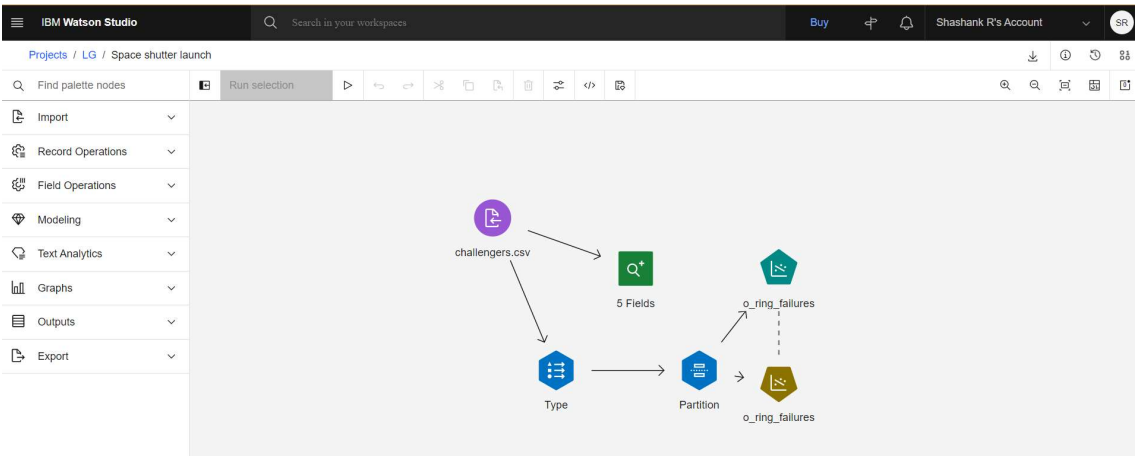 IBM Watson Studio
Search in your workspaces
Buy
Shashank R's Account
SR
Projects / LG / Space shutter launch
Find palette nodes
Run selection
Import
Record Operations
Field Operations
Modeling
Text Analytics
Graphs
Outputs
Export
challengers.csv
5 Fields
o_ring_failures
Type
Partition
o_ring_failures